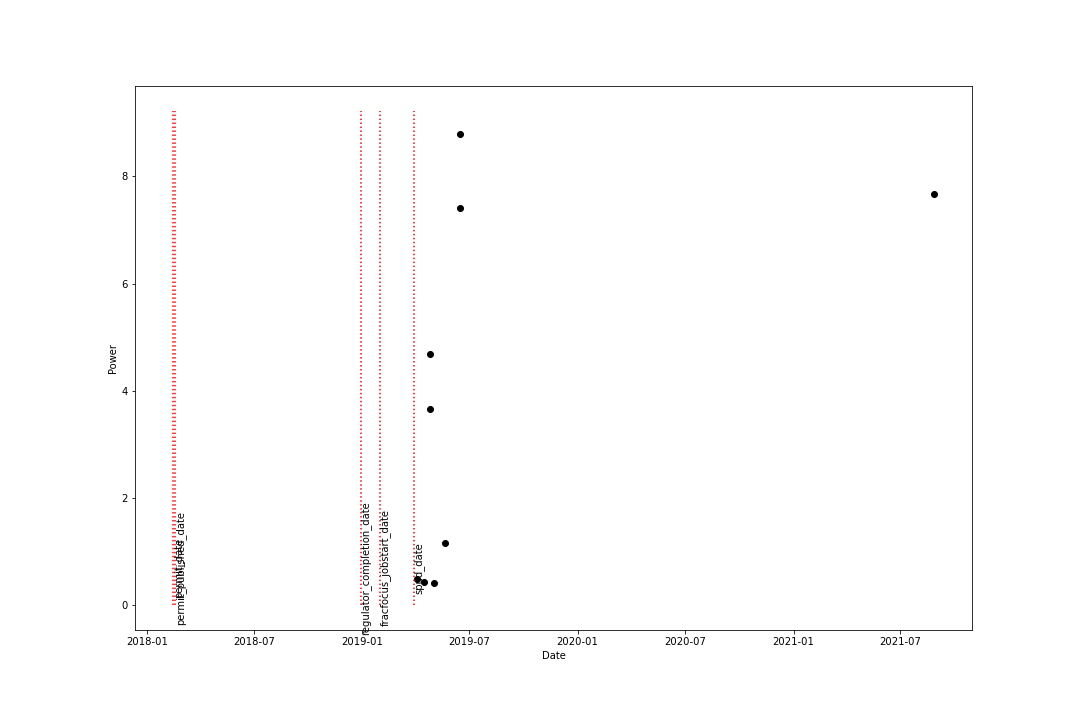 8
6
4
2
0
Power
permit_published_date
permit_date
regulator_completion_date
fracfocus_jobstart_date
spud_date
2018-01
2018-07
2019-01
2019-07
2020-01
2020-07
2021-01
2021-07
Date